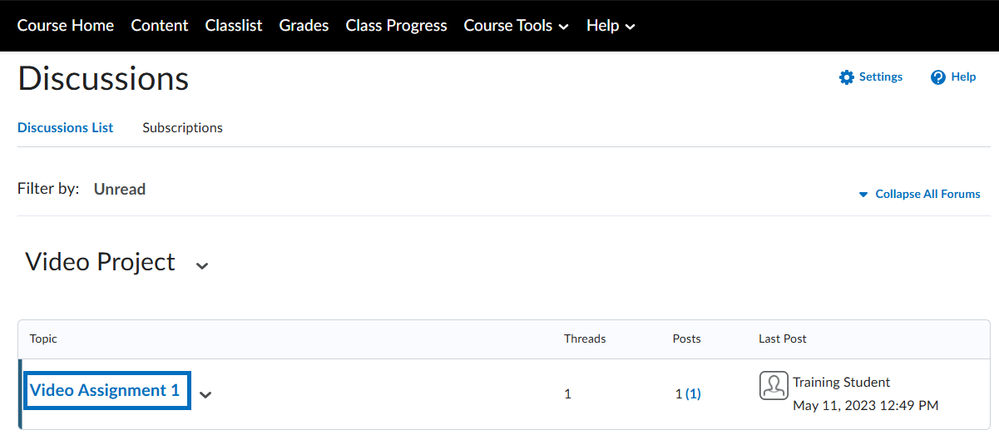 Course Home Content Classlist Grades Class Progress Course Tools Help
Discussions
Settings Help
Discussions List Subscriptions
Filter by: Unread
Collapse All Forums
Video Project
Topic Threads Posts Last Post
Video Assignment 1 1 1 (1) Training Student
May 11, 2023 12:49 PM